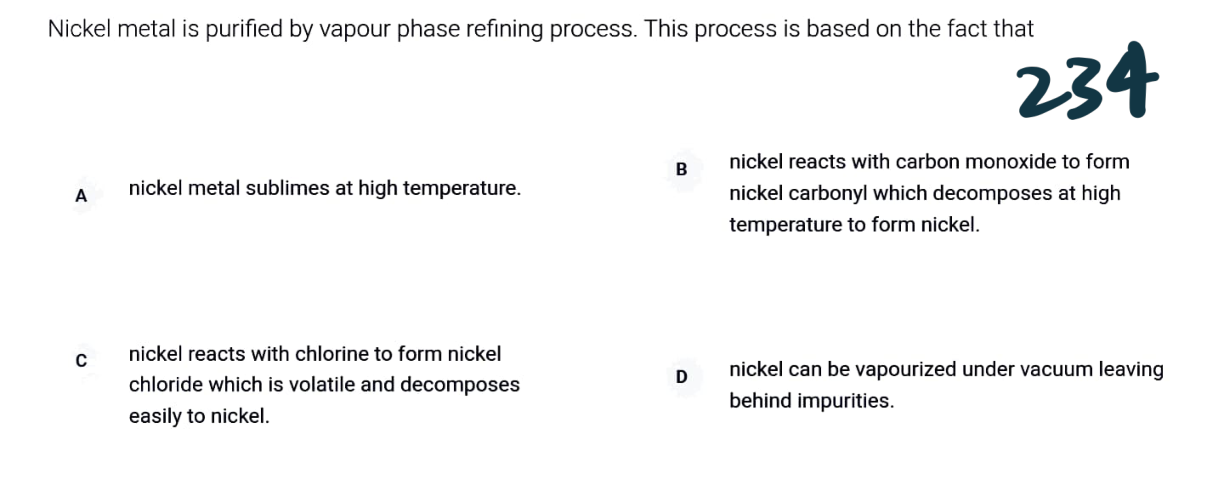 Nickel metal is purified by vapour phase refining process. This process is based on the fact that
234
A
nickel metal sublimes at high temperature.
B
nickel reacts with carbon monoxide to form
nickel carbonyl which decomposes at high
temperature to form nickel.
C
nickel reacts with chlorine to form nickel
chloride which is volatile and decomposes
easily to nickel.
D
nickel can be vapourized under vacuum leaving
behind impurities.